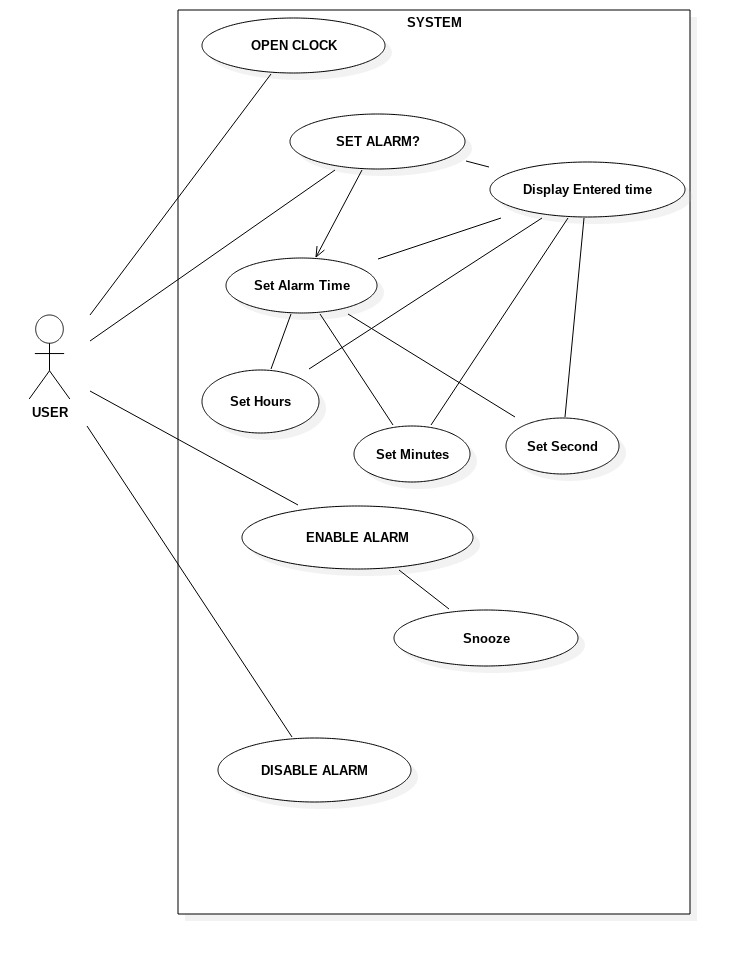 SYSTEM
OPEN CLOCK
SET ALARM?
Display Entered time
Set Alarm Time
Set Hours
USER
Set Minutes
Set Second
ENABLE ALARM
Snooze
DISABLE ALARM